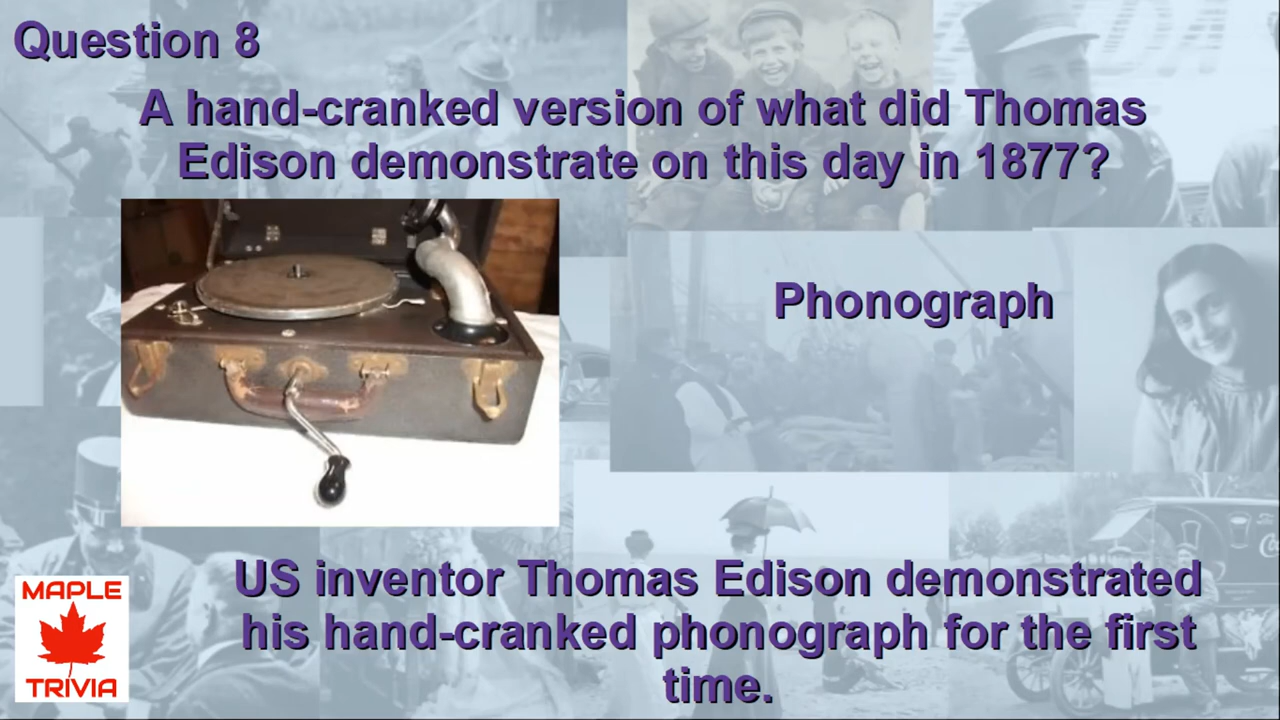 Question 8
A hand-cranked version of what did Thomas
Edison demonstrate on this day in 1877?
Phonograph
US inventor Thomas Edison demonstrated
his hand-cranked phonograph for the first
time.
MAPLE
TRIVIA